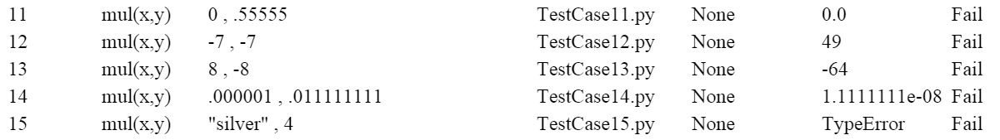 11 mul(x,y) 0 , .55555 TestCase11.py None 0.0 Fail
12 mul(x,y) -7 , -7 TestCase12.py None 49 Fail
13 mul(x,y) 8 , -8 TestCase13.py None -64 Fail
14 mul(x,y) .000001 , .011111111 TestCase14.py None 1.1111111e-08 Fail
15 mul(x,y) "silver" , 4 TestCase15.py None TypeError Fail